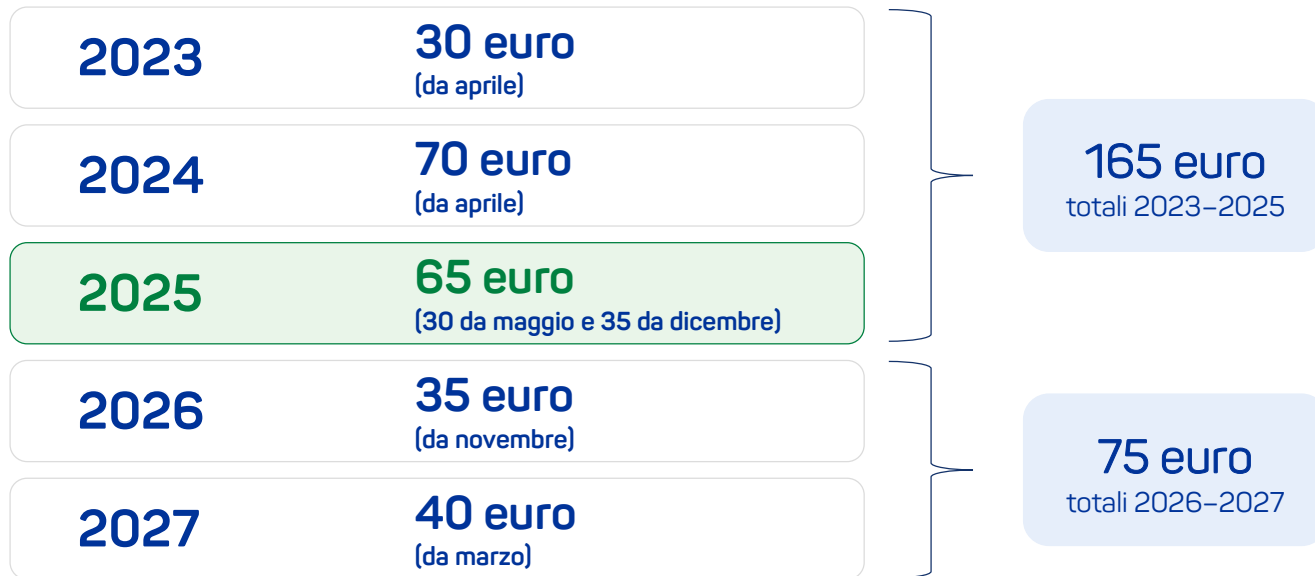 2023
30 euro
(da aprile)
2024
70 euro
(da aprile)
165 euro
totali 2023–2025
2025
65 euro
(30 da maggio e 35 da dicembre)
2026
35 euro
(da novembre)
75 euro
totali 2026–2027
2027
40 euro
(da marzo)